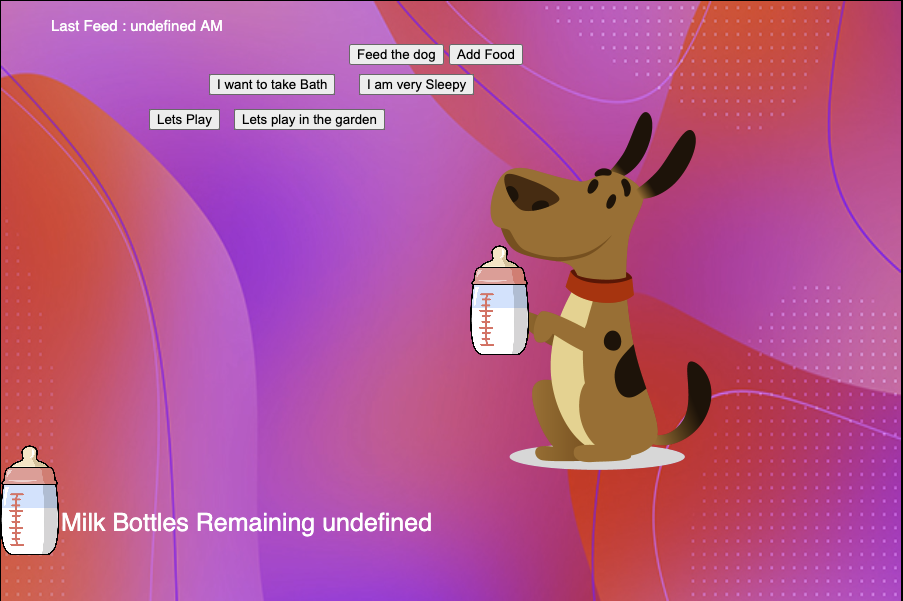 Last Feed : undefined AM
Feed the dog Add Food
I want to take Bath I am very Sleepy
Lets Play Lets play in the garden
Milk Bottles Remaining undefined